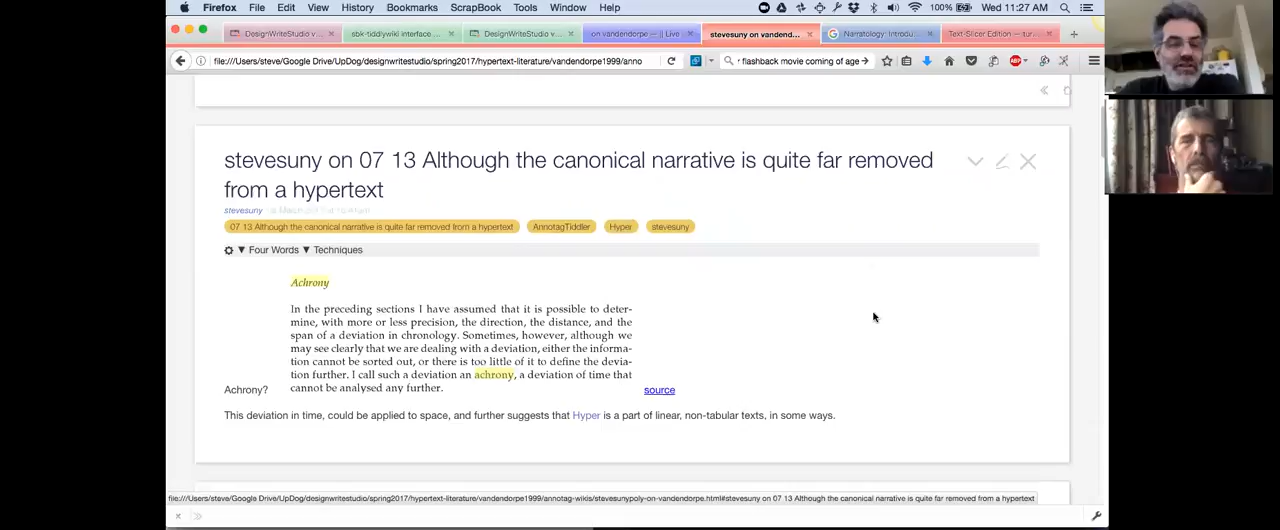 Firefox File Edit View History Bookmarks ScrapBook Tools Window Help 100% Wed 11:27 AM
DesignWriteStudio v... sbk-tiddlywiki interface... DesignWriteStudio v... on vandendorpe — || Live stevesuny on vandend... Narratology: Introdu... Text-Slicer Edition — tur...
file:///Users/steve/Google Drive/UpDog/designwritestudio/spring2017/hypertext-literature/vandendorpe1999/anno flashback movie coming of age
stevesuny on 07 13 Although the canonical narrative is quite far removed
from a hypertext
stevesuny
07 13 Although the canonical narrative is quite far removed from a hypertext AnnotagTiddler Hyper stevesuny
▼ Four Words ▼ Techniques
Achrony
In the preceding sections I have assumed that it is possible to deter-
mine, with more or less precision, the direction, the distance, and the
span of a deviation in chronology. Sometimes, however, although we
may see clearly that we are dealing with a deviation, either the informa-
tion cannot be sorted out, or there is too little of it to define the devia-
tion further. I call such a deviation an achrony, a deviation of time that
cannot be analysed any further.
Achrony? source
This deviation in time, could be applied to space, and further suggests that Hyper is a part of linear, non-tabular texts, in some ways.
file:///Users/steve/Google Drive/UpDog/designwritestudio/spring2017/hypertext-literature/vandendorpe1999/annotag-wikis/stevesunypoly-on-vandendorpe.html#stevesuny on 07 13 Although the canonical narrative is quite far removed from a hypertext